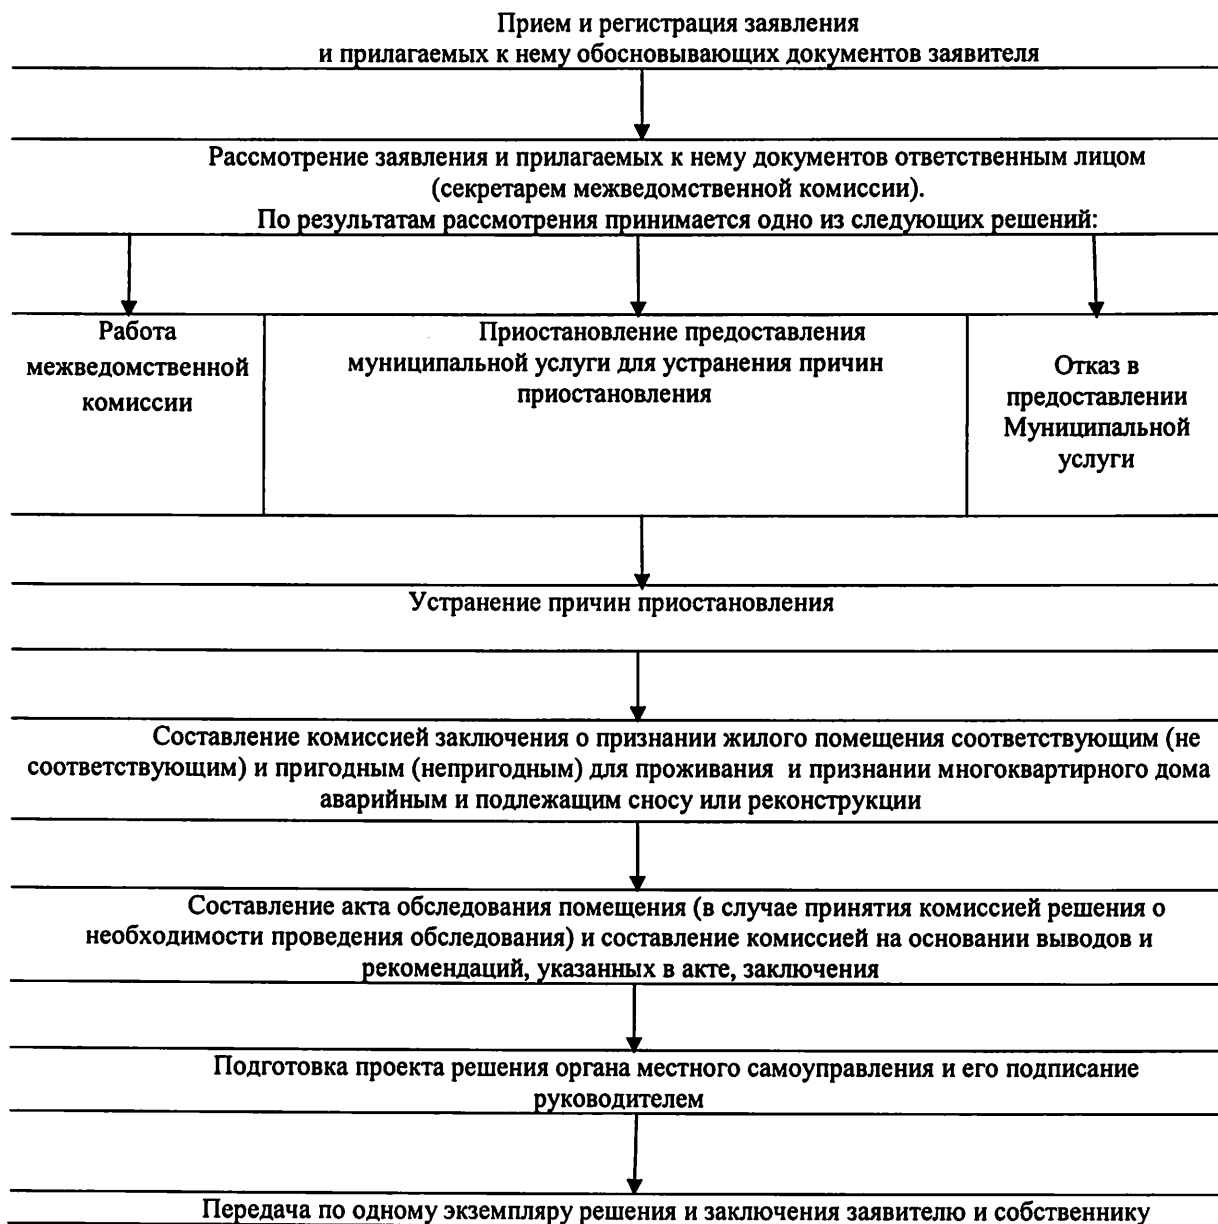 Прием и регистрация заявления
и прилагаемых к нему обосновывающих документов заявителя
Рассмотрение заявления и прилагаемых к нему документов ответственным лицом
(секретарем межведомственной комиссии).
По результатам рассмотрения принимается одно из следующих решений:
Работа
межведомственной
комиссии
Приостановление предоставления
муниципальной услуги для устранения причин
приостановления
Отказ в
предоставлении
Муниципальной
услуги
Устранение причин приостановления
Составление комиссией заключения о признании жилого помещения соответствующим (не
соответствующим) и пригодным (непригодным) для проживания и признании многоквартирного дома
аварийным и подлежащим сносу или реконструкции
Составление акта обследования помещения (в случае принятия комиссией решения о
необходимости проведения обследования) и составление комиссией на основании выводов и
рекомендаций, указанных в акте, заключения
Подготовка проекта решения органа местного самоуправления и его подписание
руководителем
Передача по одному экземпляру решения и заключения заявителю и собственнику